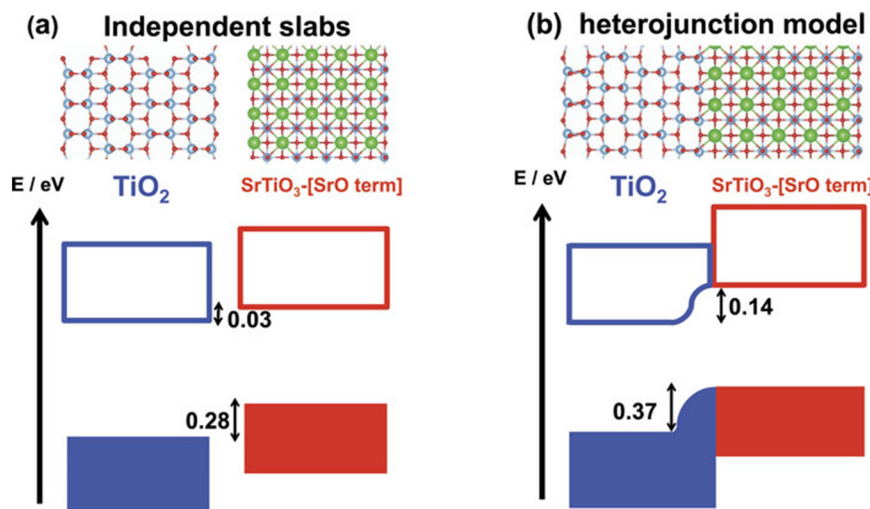 (a) Independent slabs
E / eV
TiO₂
SrTiO₃-[SrO term]
0.03
0.28
(b) heterojunction model
E / eV
TiO₂
SrTiO₃-[SrO term]
0.14
0.37